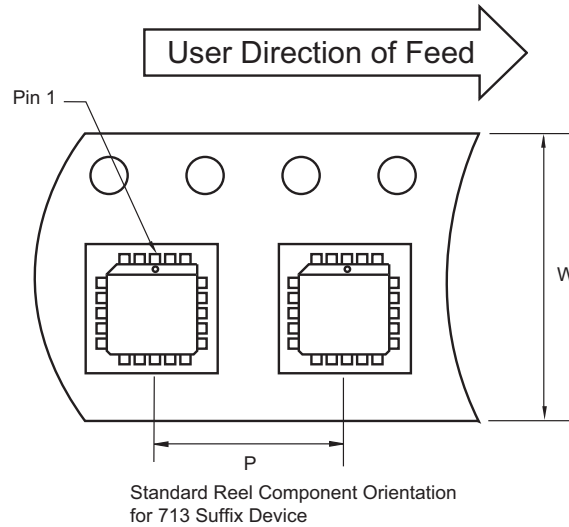 User Direction of Feed
Pin 1
W
P
Standard Reel Component Orientation
for 713 Suffix Device